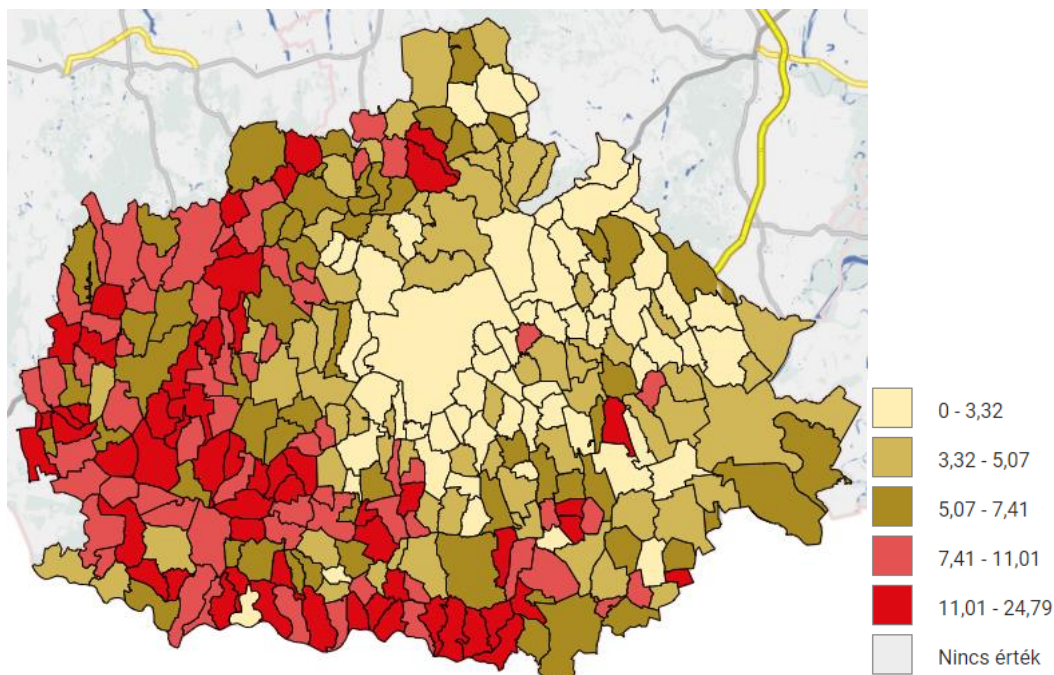 0 - 3,32
3,32 - 5,07
5,07 - 7,41
7,41 - 11,01
11,01 - 24,79
Nincs érték